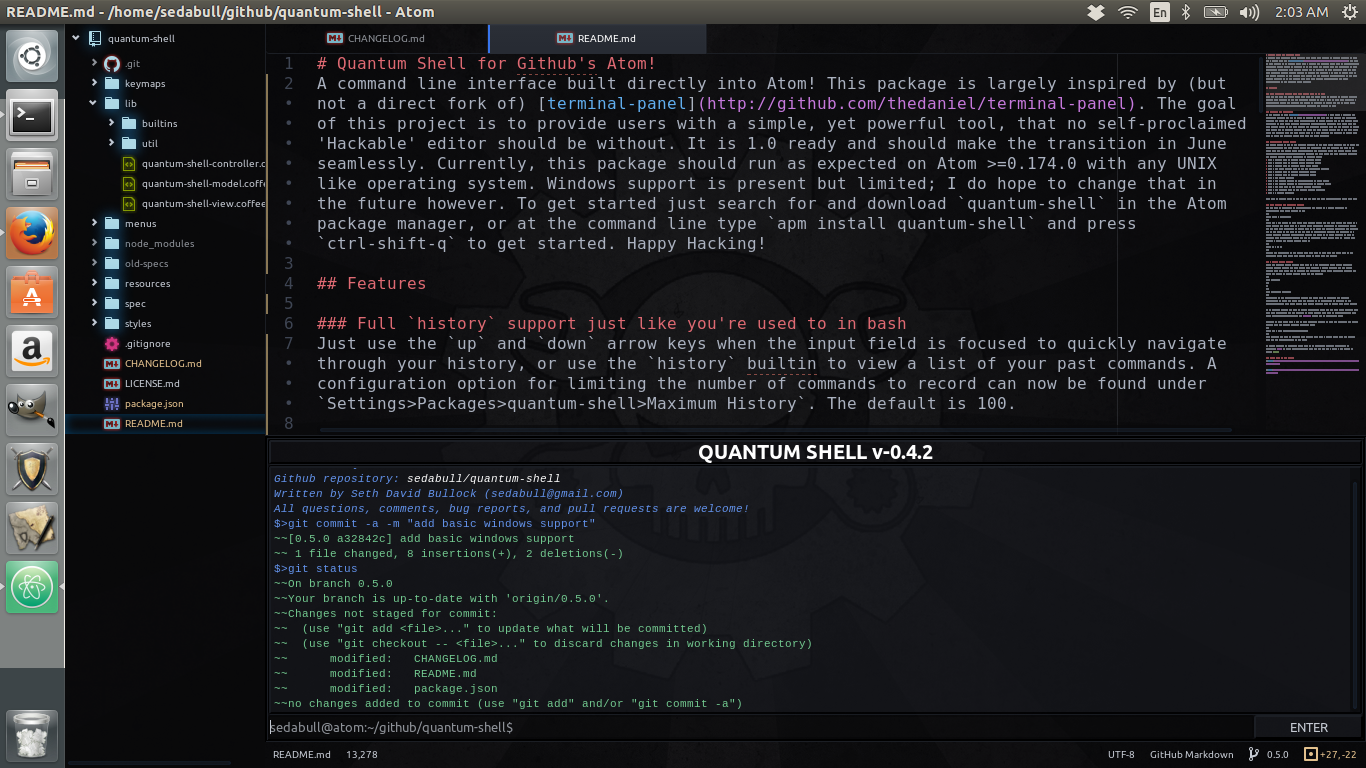 README.md - /home/sedabull/github/quantum-shell - Atom
En
2:03 AM
quantum-shell
.git
keymaps
lib
builtins
util
quantum-shell-controller.c
quantum-shell-model.coffe
quantum-shell-view.coffee
menus
node_modules
old-specs
resources
spec
styles
.gitignore
CHANGELOG.md
LICENSE.md
package.json
README.md
CHANGELOG.md
README.md
1 # Quantum Shell for Github's Atom!
2 A command line interface built directly into Atom! This package is largely inspired by (but
• not a direct fork of) [terminal-panel](http://github.com/thedaniel/terminal-panel). The goal
• of this project is to provide users with a simple, yet powerful tool, that no self-proclaimed
• 'Hackable' editor should be without. It is 1.0 ready and should make the transition in June
• seamlessly. Currently, this package should run as expected on Atom >=0.174.0 with any UNIX
• like operating system. Windows support is present but limited; I do hope to change that in
• the future however. To get started just search for and download `quantum-shell` in the Atom
• package manager, or at the command line type `apm install quantum-shell` and press
• `ctrl-shift-q` to get started. Happy Hacking!
3
4 ## Features
5
6 ### Full `history` support just like you're used to in bash
7 Just use the `up` and `down` arrow keys when the input field is focused to quickly navigate
• through your history, or use the `history` builtin to view a list of your past commands. A
• configuration option for limiting the number of commands to record can now be found under
• `Settings>Packages>quantum-shell>Maximum History`. The default is 100.
8
QUANTUM SHELL v-0.4.2
Github repository: sedabull/quantum-shell
Written by Seth David Bullock (sedabull@gmail.com)
All questions, comments, bug reports, and pull requests are welcome!
$>git commit -a -m "add basic windows support"
~~[0.5.0 a32842c] add basic windows support
~~ 1 file changed, 8 insertions(+), 2 deletions(-)
$>git status
~~On branch 0.5.0
~~Your branch is up-to-date with 'origin/0.5.0'.
~~Changes not staged for commit:
~~  (use "git add <file>..." to update what will be committed)
~~  (use "git checkout -- <file>..." to discard changes in working directory)
~~      modified:   CHANGELOG.md
~~      modified:   README.md
~~      modified:   package.json
~~no changes added to commit (use "git add" and/or "git commit -a")
sedabull@atom:~/github/quantum-shell$
ENTER
README.md 13,278
UTF-8 GitHub Markdown 0.5.0 +27,-22